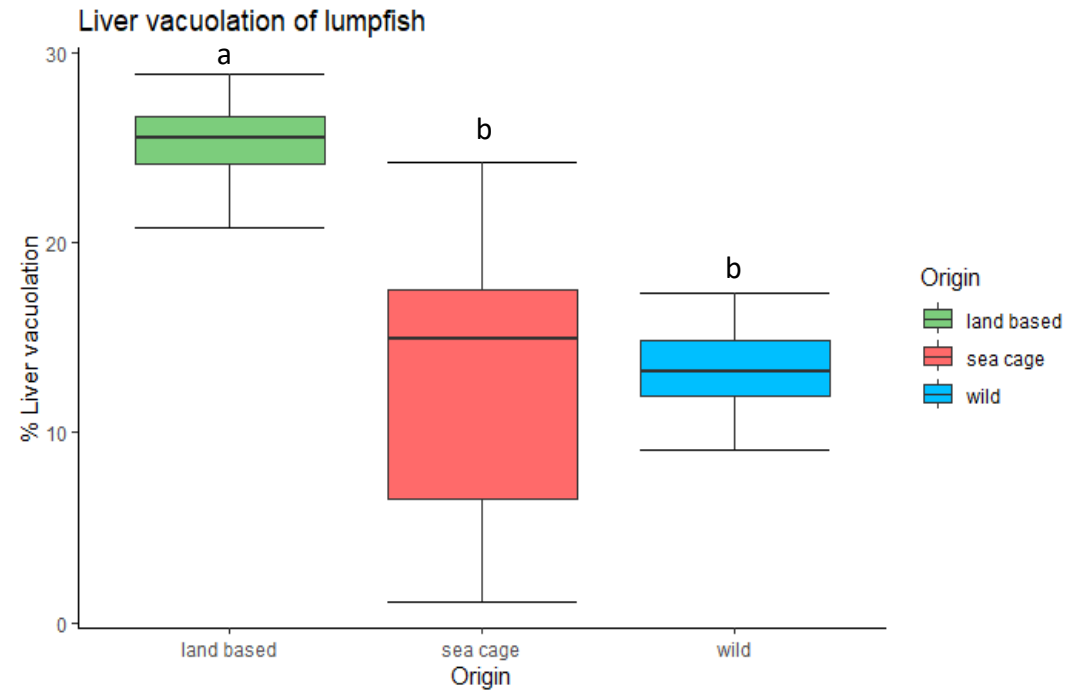 Liver vacuolation of lumpfish
30
20
10
0
% Liver vacuolation
a
b
b
land based
sea cage
wild
Origin
Origin
land based
sea cage
wild